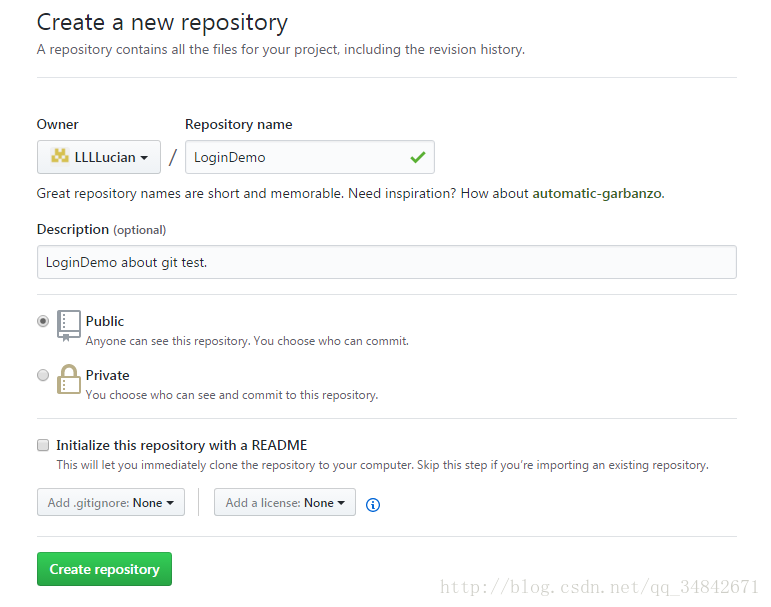 Create a new repository
A repository contains all the files for your project, including the revision history.
Owner
Repository name
LLLLucian / LoginDemo
Great repository names are short and memorable. Need inspiration? How about automatic-garbanzo.
Description (optional)
LoginDemo about git test.
Public
Anyone can see this repository. You choose who can commit.
Private
You choose who can see and commit to this repository.
Initialize this repository with a README
This will let you immediately clone the repository to your computer. Skip this step if you’re importing an existing repository.
Add .gitignore: None
Add a license: None
Create repository
http://blog.csdn.net/qq_34842671